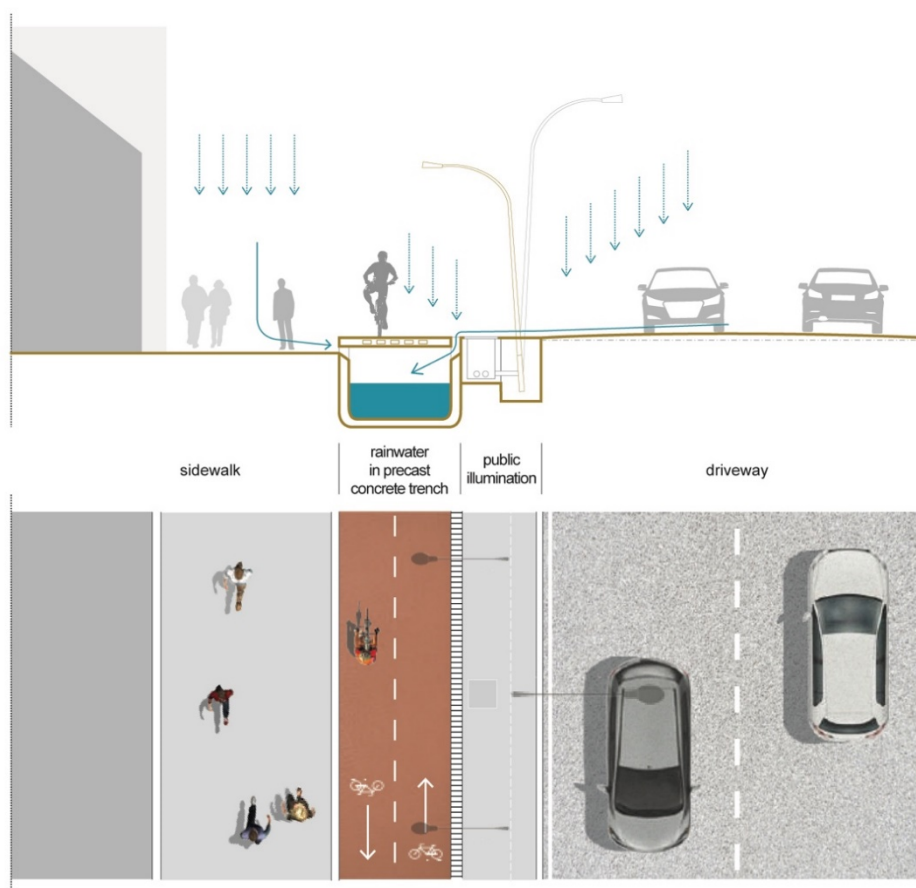 sidewalk
rainwater
in precast
concrete trench
public
illumination
driveway